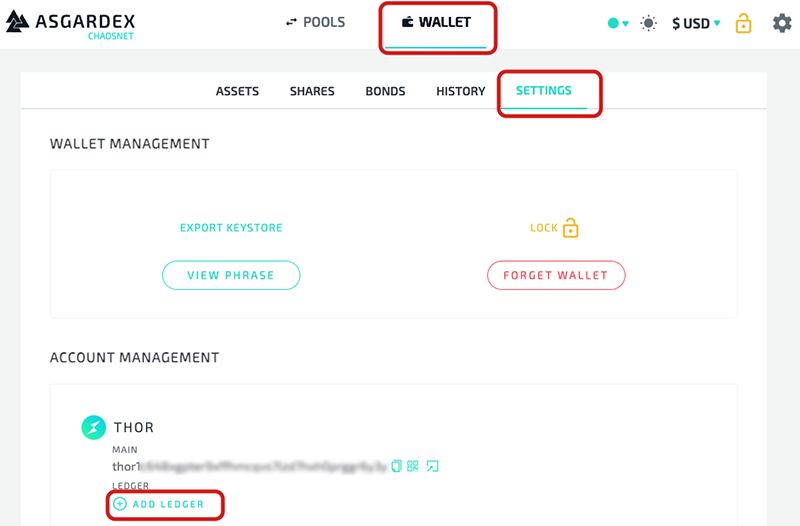 ASGARDEX
CHAOSNET
POOLS
WALLET
$ USD
ASSETS SHARES BONDS HISTORY SETTINGS
WALLET MANAGEMENT
EXPORT KEYSTORE
LOCK
VIEW PHRASE
FORGET WALLET
ACCOUNT MANAGEMENT
THOR
MAIN
thor1
LEDGER
ADD LEDGER